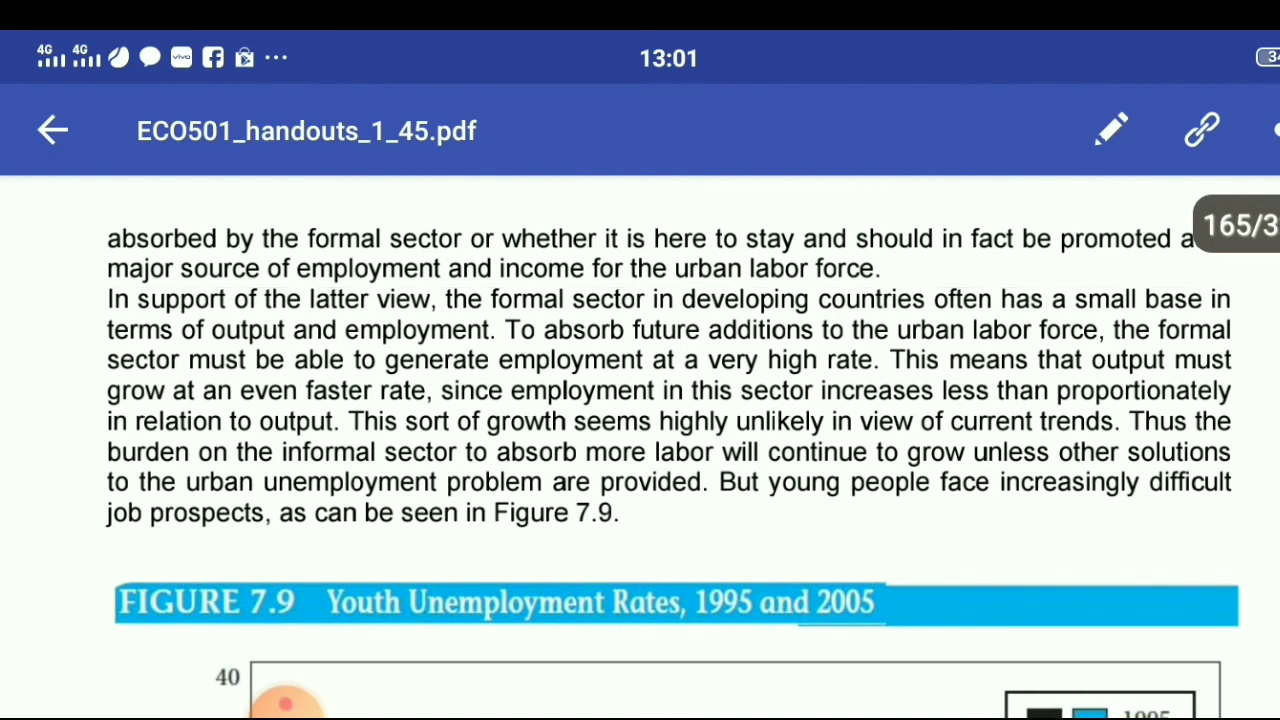 4G 4G vivo 13:01 34
ECO501_handouts_1_45.pdf
165/3
absorbed by the formal sector or whether it is here to stay and should in fact be promoted a
major source of employment and income for the urban labor force.
In support of the latter view, the formal sector in developing countries often has a small base in
terms of output and employment. To absorb future additions to the urban labor force, the formal
sector must be able to generate employment at a very high rate. This means that output must
grow at an even faster rate, since employment in this sector increases less than proportionately
in relation to output. This sort of growth seems highly unlikely in view of current trends. Thus the
burden on the informal sector to absorb more labor will continue to grow unless other solutions
to the urban unemployment problem are provided. But young people face increasingly difficult
job prospects, as can be seen in Figure 7.9.
FIGURE 7.9 Youth Unemployment Rates, 1995 and 2005
40
1995